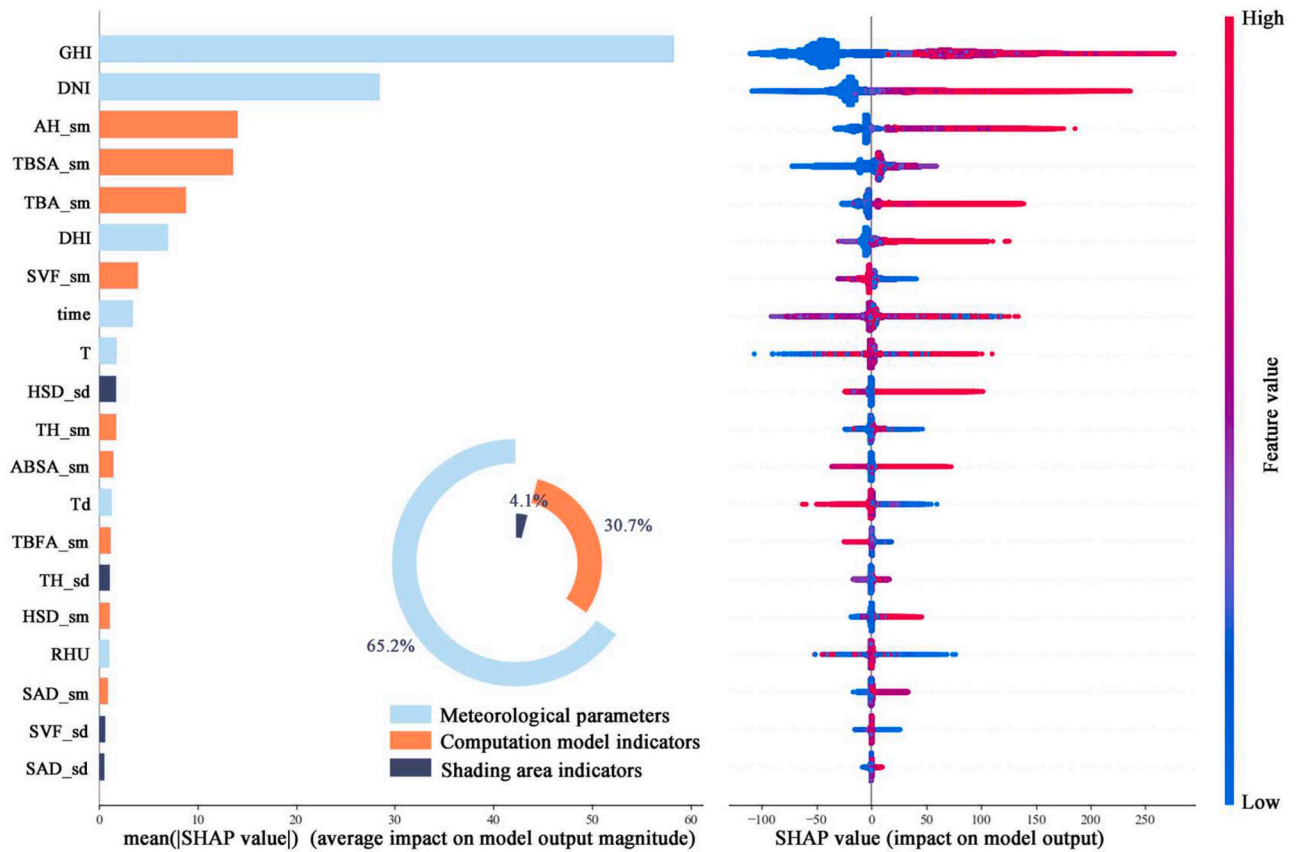 GHI
DNI
AH_sm
TBSA_sm
TBA_sm
DHI
SVF_sm
time
T
HSD_sd
TH_sm
ABSA_sm
Td
TBFA_sm
TH_sd
HSD_sm
RHU
SAD_sm
SVF_sd
SAD_sd
4.1%
30.7%
65.2%
Meteorological parameters
Computation model indicators
Shading area indicators
0 10 20 30 40 50 60
mean(|SHAP value|) (average impact on model output magnitude)
-100 -50 0 50 100 150 200 250
SHAP value (impact on model output)
High
Feature value
Low